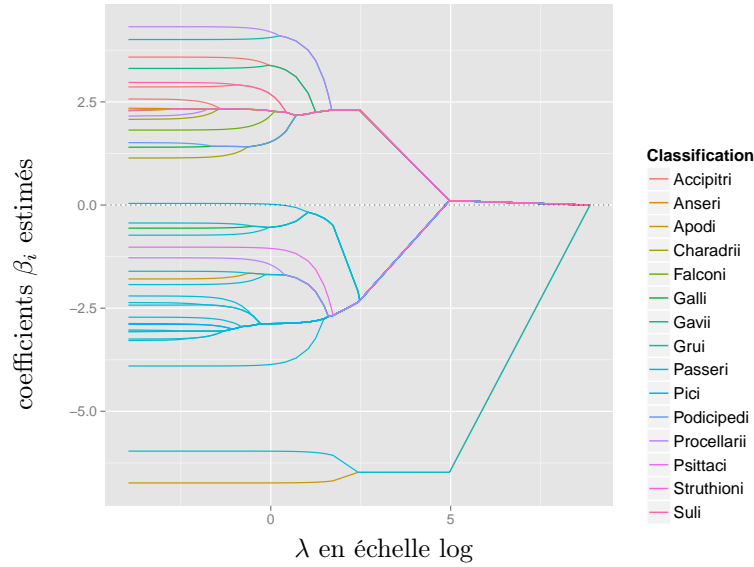 2.5
0.0
−2.5
−5.0
coefficients βi estimés
0
5
λ en échelle log
Classification
Accipitri
Anseri
Apodi
Charadrii
Falconi
Galli
Gavii
Grui
Passeri
Pici
Podicipedi
Procellarii
Psittaci
Struthioni
Suli